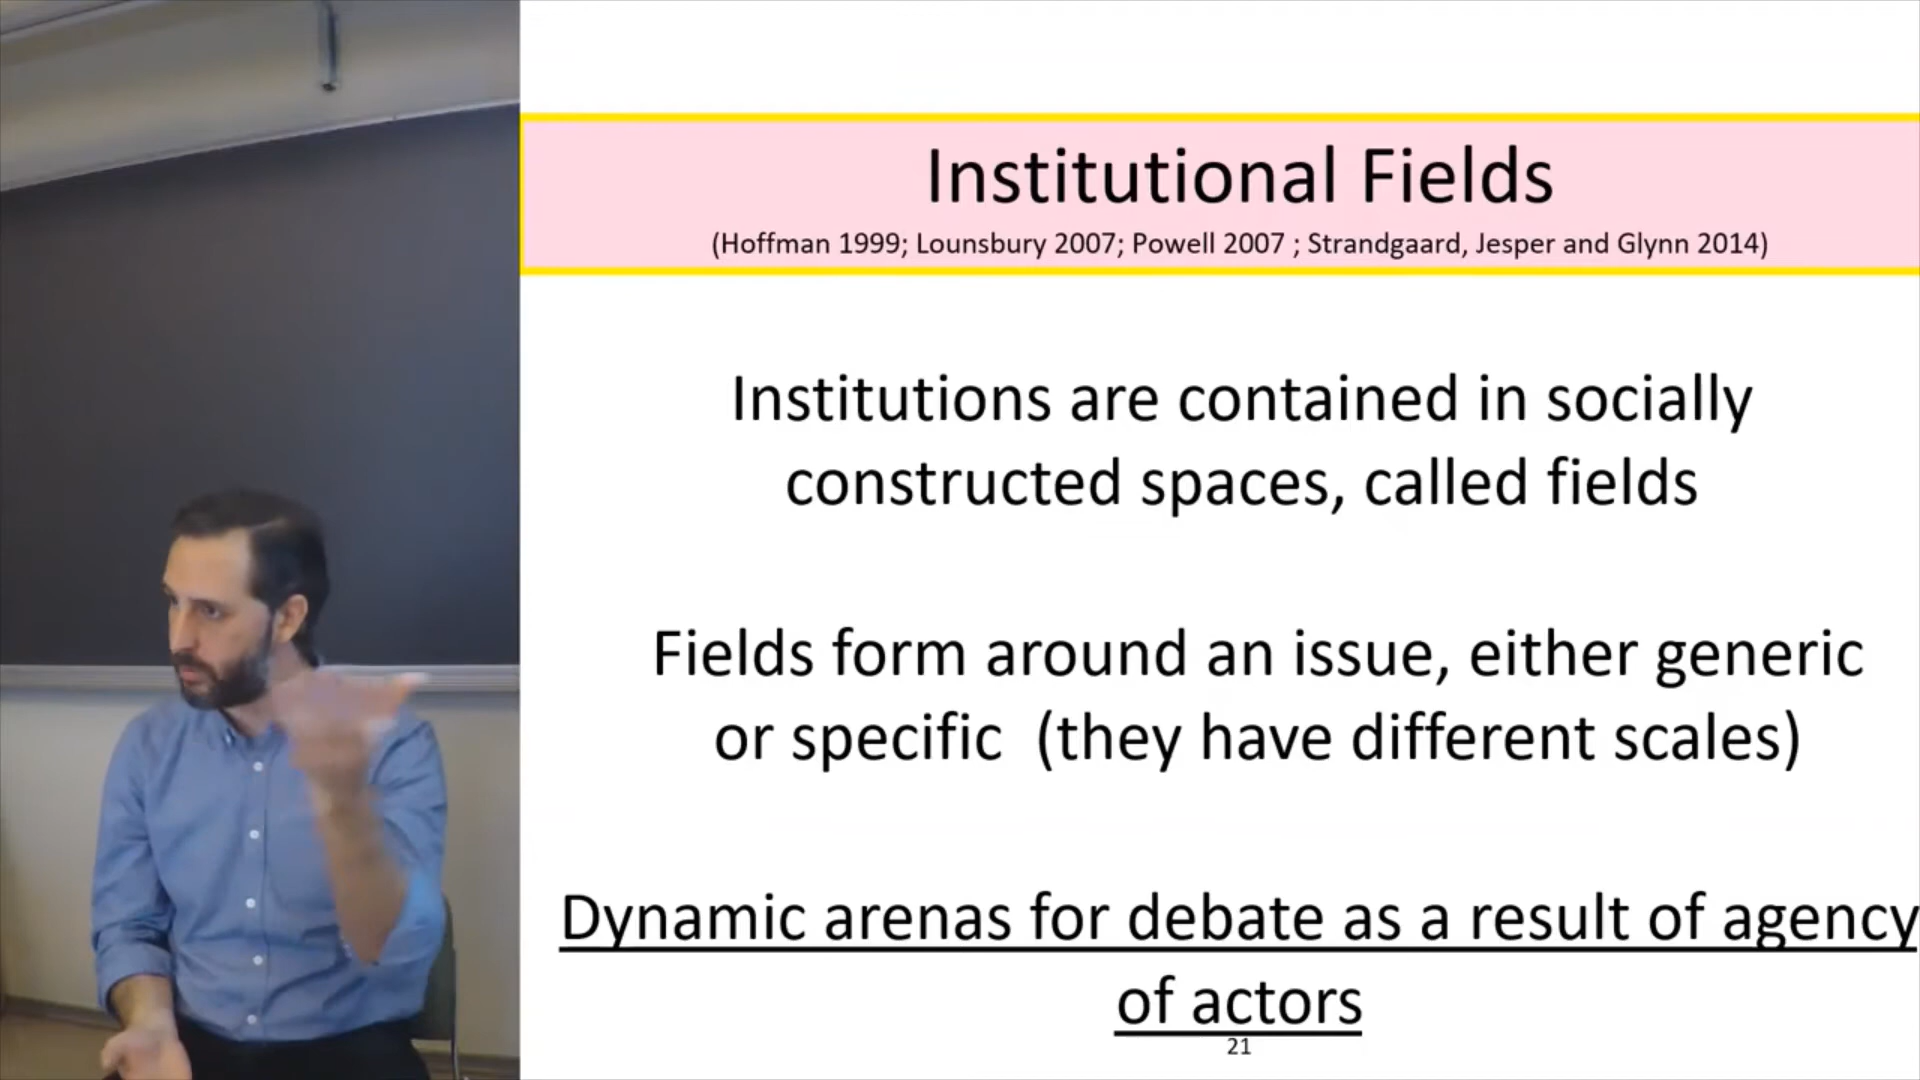 Institutional Fields
(Hoffman 1999; Lounsbury 2007; Powell 2007 ; Strandgaard, Jesper and Glynn 2014)
Institutions are contained in socially
constructed spaces, called fields
Fields form around an issue, either generic
or specific (they have different scales)
Dynamic arenas for debate as a result of agency
of actors
21